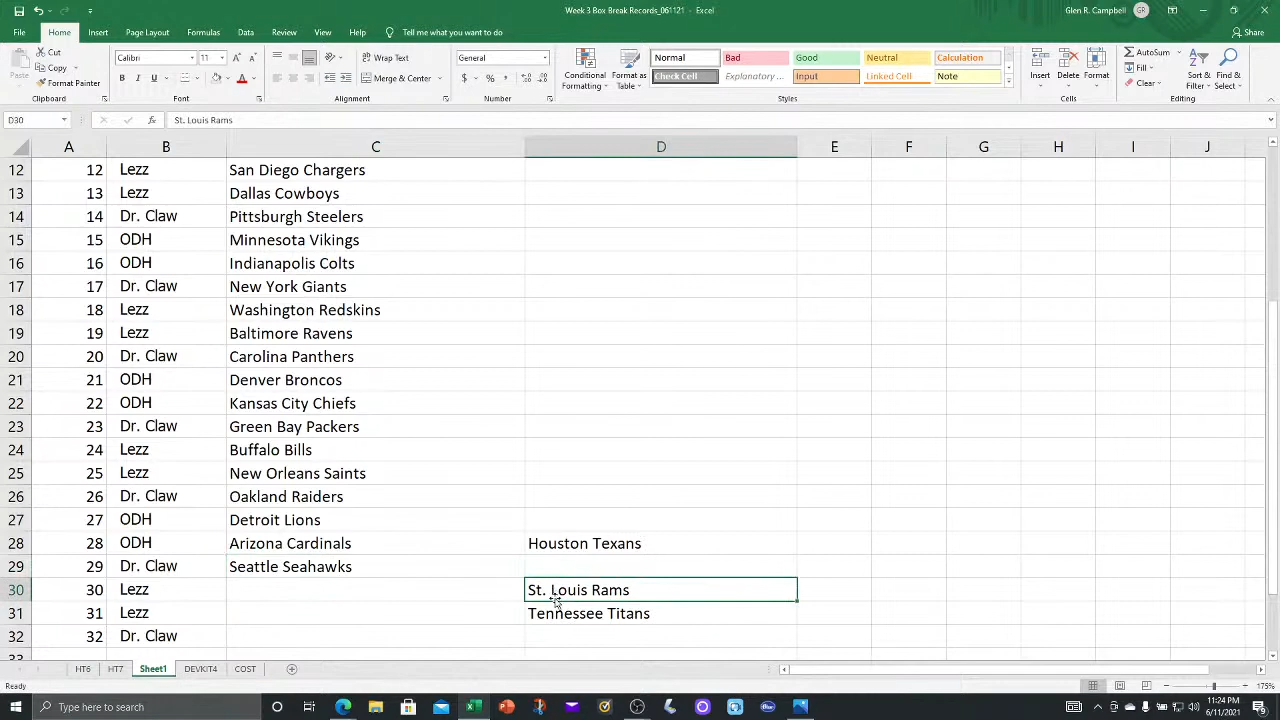 Week 3 Box Break Records_061121 - Excel
Glen R. Campbell GR
File Home Insert Page Layout Formulas Data Review View Help Tell me what you want to do Share
Cut Calibri 11 Wrap Text General Normal Bad Good Neutral Calculation AutoSum
Paste Copy Format Painter Merge & Center Conditional Formatting Format as Table Check Cell Explanatory ... Input Linked Cell Note Insert Delete Format Fill Clear Sort & Filter Find & Select
Clipboard Font Alignment Number Styles Cells Editing
D30 fx St. Louis Rams
A B C D E F G H I J
12 12 Lezz San Diego Chargers
13 13 Lezz Dallas Cowboys
14 14 Dr. Claw Pittsburgh Steelers
15 15 ODH Minnesota Vikings
16 16 ODH Indianapolis Colts
17 17 Dr. Claw New York Giants
18 18 Lezz Washington Redskins
19 19 Lezz Baltimore Ravens
20 20 Dr. Claw Carolina Panthers
21 21 ODH Denver Broncos
22 22 ODH Kansas City Chiefs
23 23 Dr. Claw Green Bay Packers
24 24 Lezz Buffalo Bills
25 25 Lezz New Orleans Saints
26 26 Dr. Claw Oakland Raiders
27 27 ODH Detroit Lions
28 28 ODH Arizona Cardinals Houston Texans
29 29 Dr. Claw Seattle Seahawks
30 30 Lezz St. Louis Rams
31 31 Lezz Tennessee Titans
32 32 Dr. Claw
33
HT6 HT7 Sheet1 DEVKIT4 COST
Ready 175%
Type here to search
11:24 PM
6/11/2021